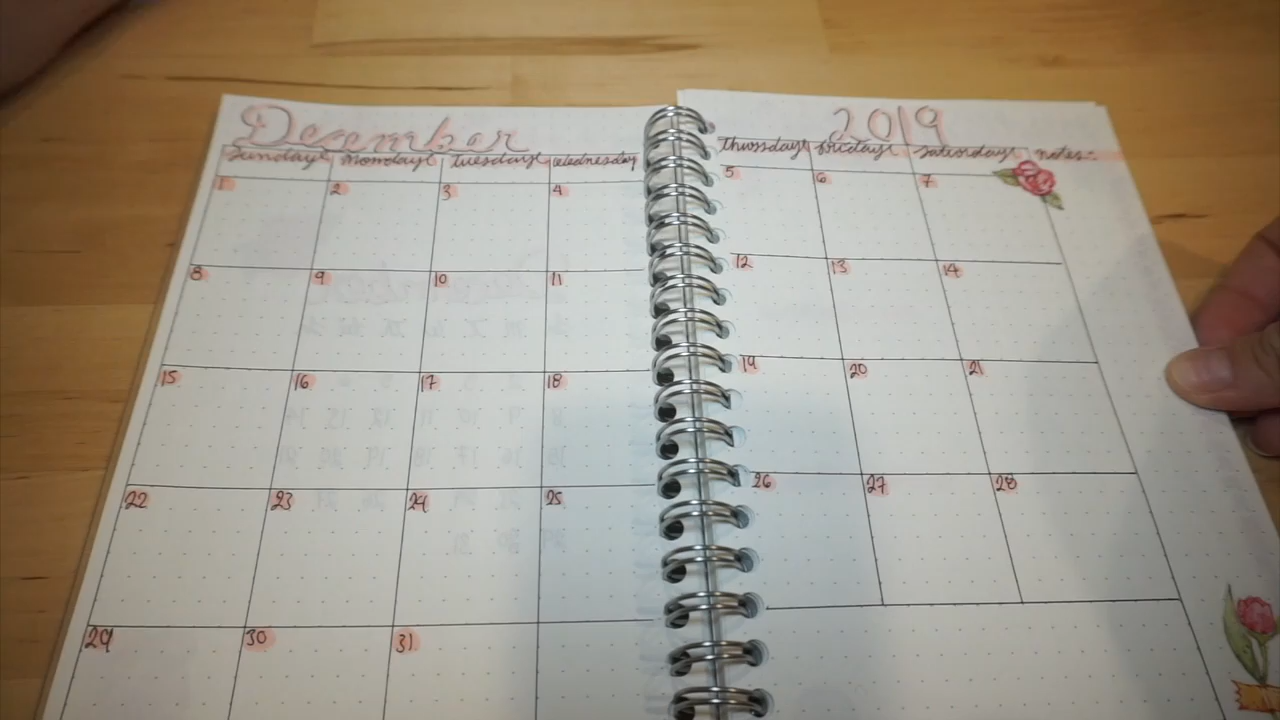 December 2019
Sunday Monday Tuesday Wednesday Thursday Friday Saturday notes:
1 2 3 4 5 6 7
8 9 10 11 12 13 14
15 16 17 18 19 20 21
22 23 24 25 26 27 28
29 30 31